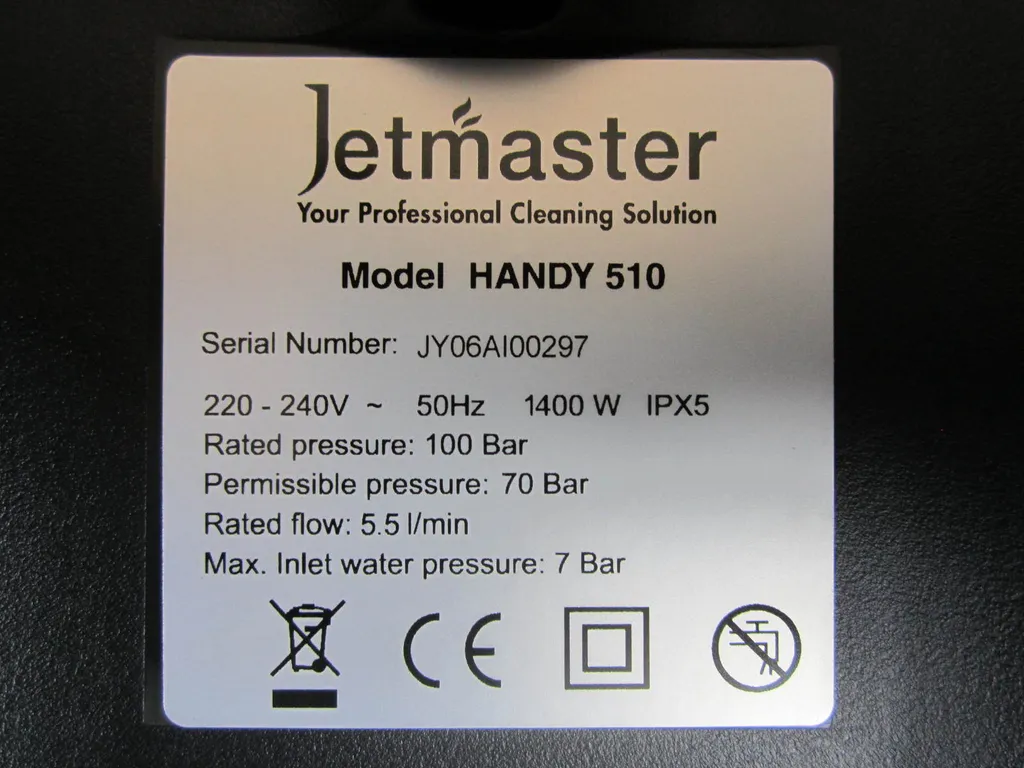 Jetmaster
Your Professional Cleaning Solution
Model HANDY 510
Serial Number: JY06AI00297
220 - 240V ~ 50Hz 1400 W IPX5
Rated pressure: 100 Bar
Permissible pressure: 70 Bar
Rated flow: 5.5 l/min
Max. Inlet water pressure: 7 Bar
CE